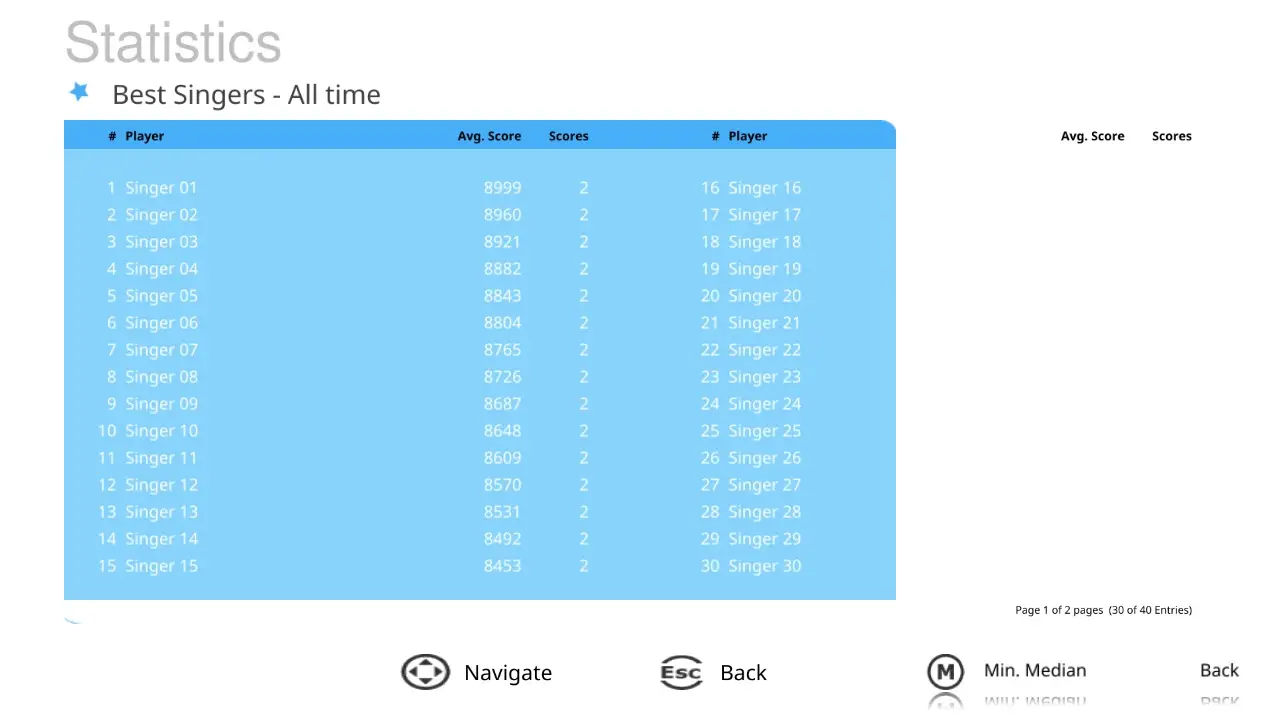 Statistics
Best Singers - All time
# Player Avg. Score Scores # Player Avg. Score Scores
1 Singer 01 8999 2 16 Singer 16
2 Singer 02 8960 2 17 Singer 17
3 Singer 03 8921 2 18 Singer 18
4 Singer 04 8882 2 19 Singer 19
5 Singer 05 8843 2 20 Singer 20
6 Singer 06 8804 2 21 Singer 21
7 Singer 07 8765 2 22 Singer 22
8 Singer 08 8726 2 23 Singer 23
9 Singer 09 8687 2 24 Singer 24
10 Singer 10 8648 2 25 Singer 25
11 Singer 11 8609 2 26 Singer 26
12 Singer 12 8570 2 27 Singer 27
13 Singer 13 8531 2 28 Singer 28
14 Singer 14 8492 2 29 Singer 29
15 Singer 15 8453 2 30 Singer 30
Page 1 of 2 pages (30 of 40 Entries)
Navigate Esc Back M Min. Median Back